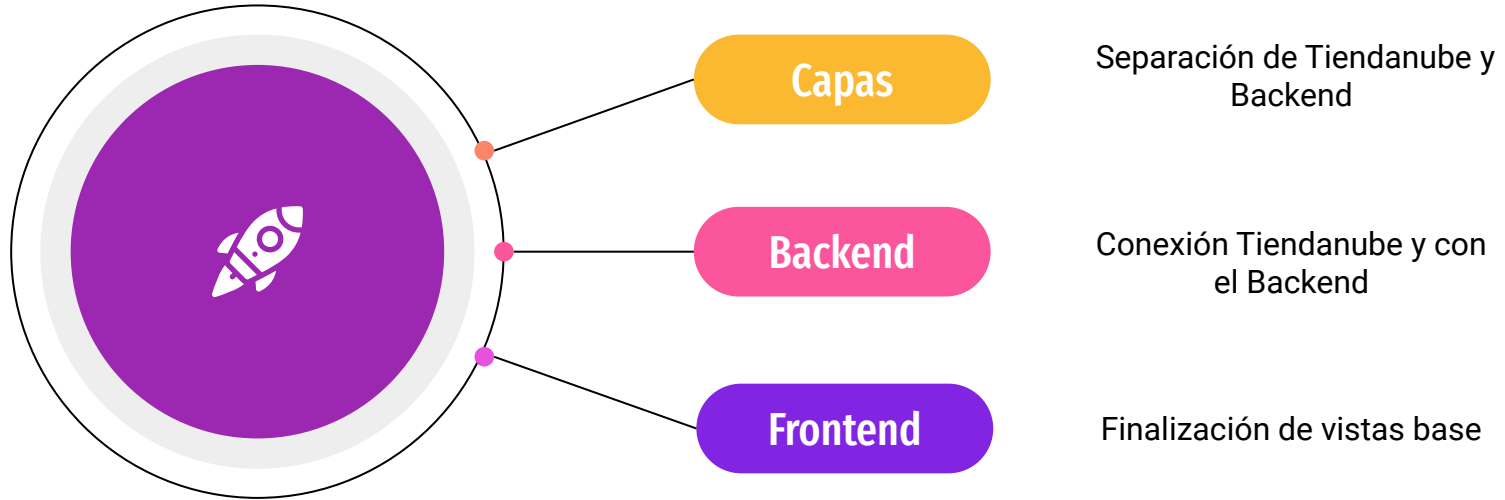 Capas
Separación de Tiendanube y
Backend
Backend
Conexión Tiendanube y con
el Backend
Frontend
Finalización de vistas base